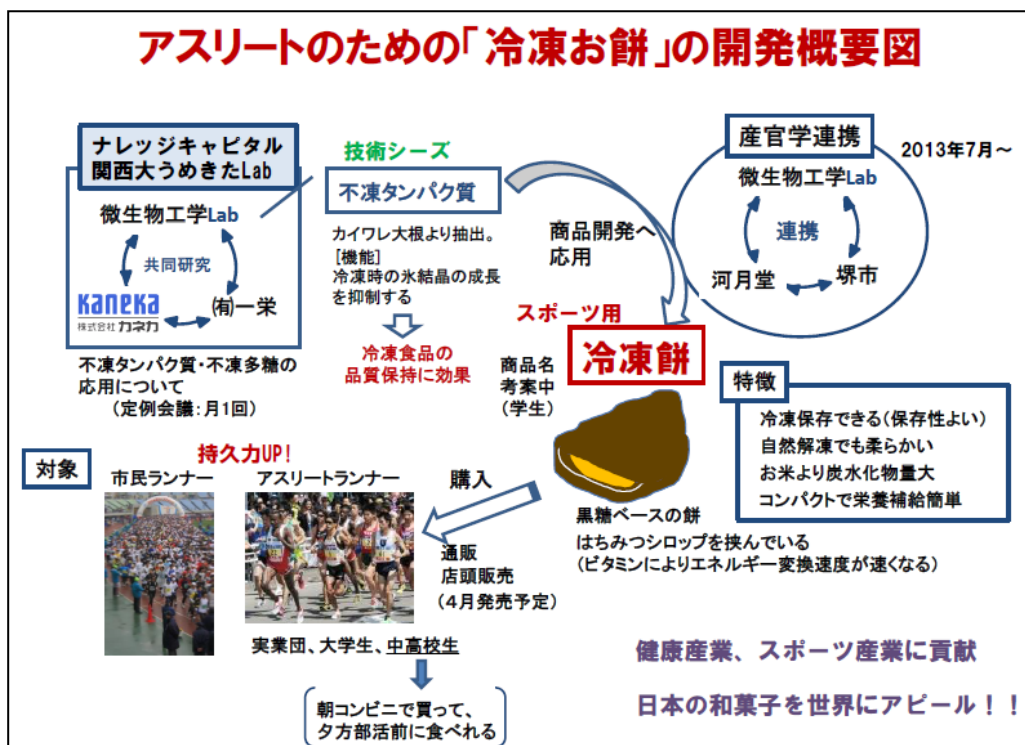 アスリートのための「冷凍お餅」の開発概要図
ナレッジキャピタル
関西大うめきたLab
微生物工学Lab
共同研究
kaneka
株式会社 カネカ
㈲一栄
不凍タンパク質・不凍多糖の
応用について
(定例会議:月1回)
技術シーズ
不凍タンパク質
カイワレ大根より抽出。
[機能]
冷凍時の氷結晶の成長
を抑制する
冷凍食品の
品質保持に効果
商品開発へ
応用
産官学連携
2013年7月~
微生物工学Lab
連携
河月堂
堺市
スポーツ用
冷凍餅
商品名
考案中
(学生)
特徴
冷凍保存できる(保存性よい)
自然解凍でも柔らかい
お米より炭水化物量大
コンパクトで栄養補給簡単
黒糖ベースの餅
はちみつシロップを挟んでいる
(ビタミンによりエネルギー変換速度が速くなる)
対象
持久力UP!
市民ランナー
アスリートランナー
購入
通販
店頭販売
(4月発売予定)
実業団、大学生、中高校生
朝コンビニで買って、
夕方部活前に食べれる
健康産業、スポーツ産業に貢献
日本の和菓子を世界にアピール!!